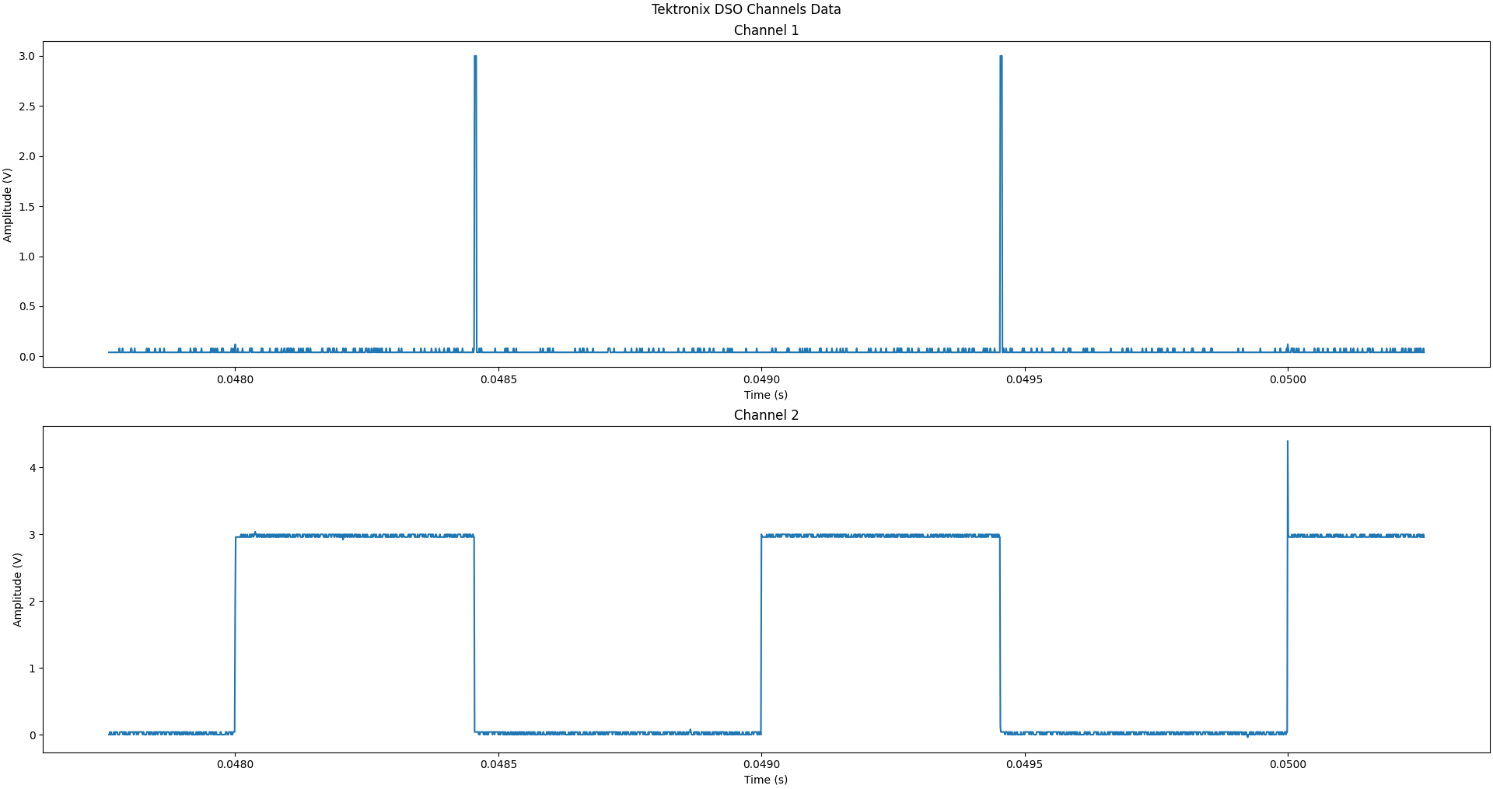 Tektronix DSO Channels Data
Channel 1
Amplitude (V)
3.0
2.5
2.0
1.5
1.0
0.5
0.0
0.0480 0.0485 0.0490 0.0495 0.0500
Time (s)
Channel 2
Amplitude (V)
4
3
2
1
0
0.0480 0.0485 0.0490 0.0495 0.0500
Time (s)